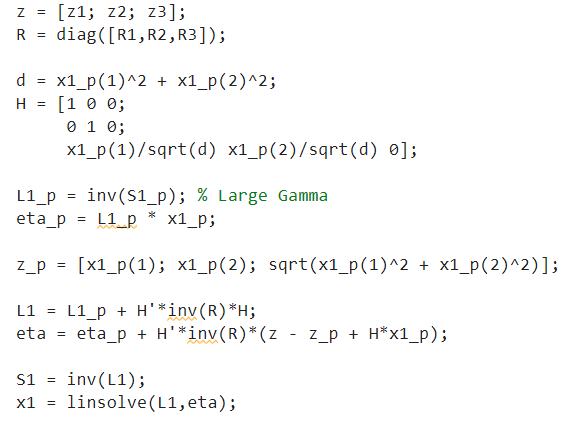 z = [z1; z2; z3];
R = diag([R1,R2,R3]);
d = x1_p(1)^2 + x1_p(2)^2;
H = [1 0 0;
0 1 0;
x1_p(1)/sqrt(d) x1_p(2)/sqrt(d) 0];
L1_p = inv(S1_p); % Large Gamma
eta_p = L1_p * x1_p;
z_p = [x1_p(1); x1_p(2); sqrt(x1_p(1)^2 + x1_p(2)^2)];
L1 = L1_p + H'*inv(R)*H;
eta = eta_p + H'*inv(R)*(z - z_p + H*x1_p);
S1 = inv(L1);
x1 = linsolve(L1,eta);